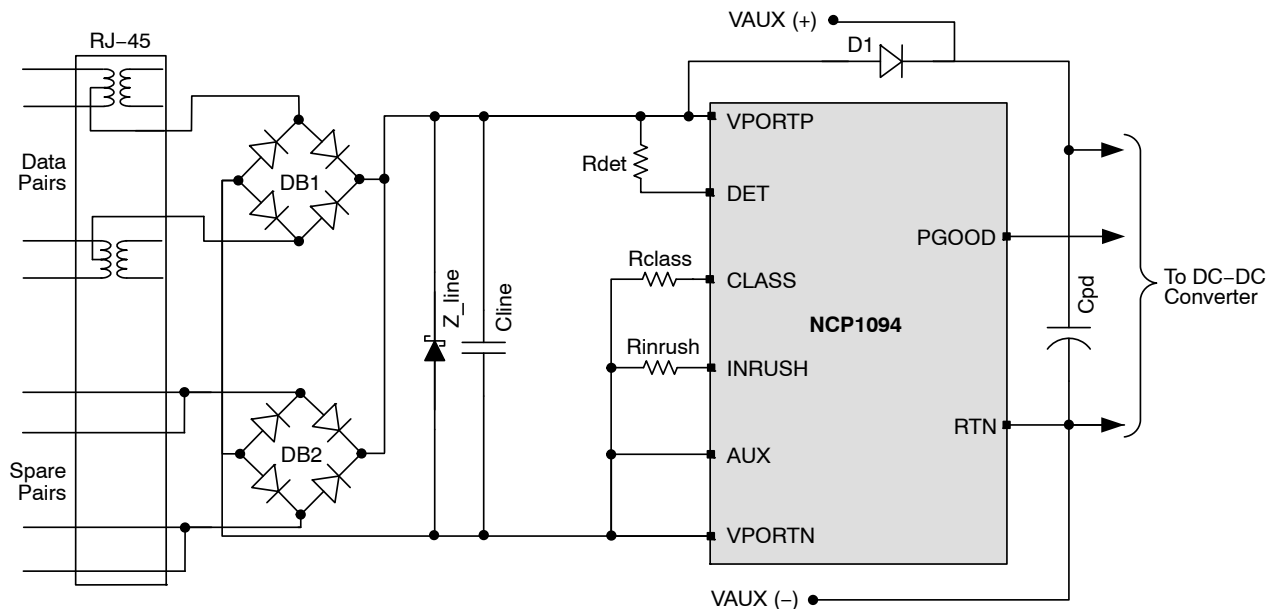 VAUX (+)
RJ−45
D1
VPORTP
Data
Pairs
Rdet
DB1
DET
PGOOD
Rclass
CLASS
To DC−DC
Converter
Z_line
Cline
Cpd
NCP1094
Rinrush
INRUSH
RTN
DB2
AUX
Spare
Pairs
VPORTN
VAUX (−)